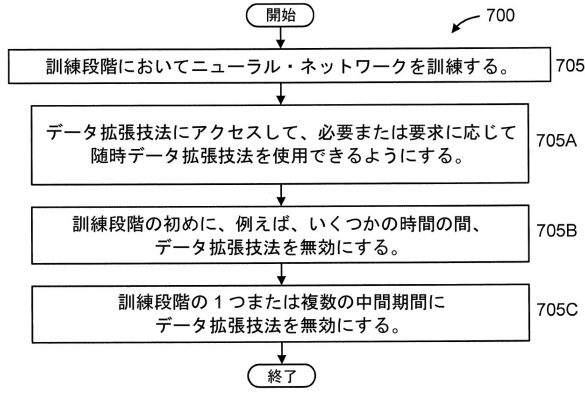 開始
700
訓練段階においてニューラル・ネットワークを訓練する。
705
データ拡張技法にアクセスして、必要または要求に応じて
随時データ拡張技法を使用できるようにする。
705A
訓練段階の初めに、例えば、いくつかの時間の間、
データ拡張技法を無効にする。
705B
訓練段階の1つまたは複数の中間期間に
データ拡張技法を無効にする。
705C
終了